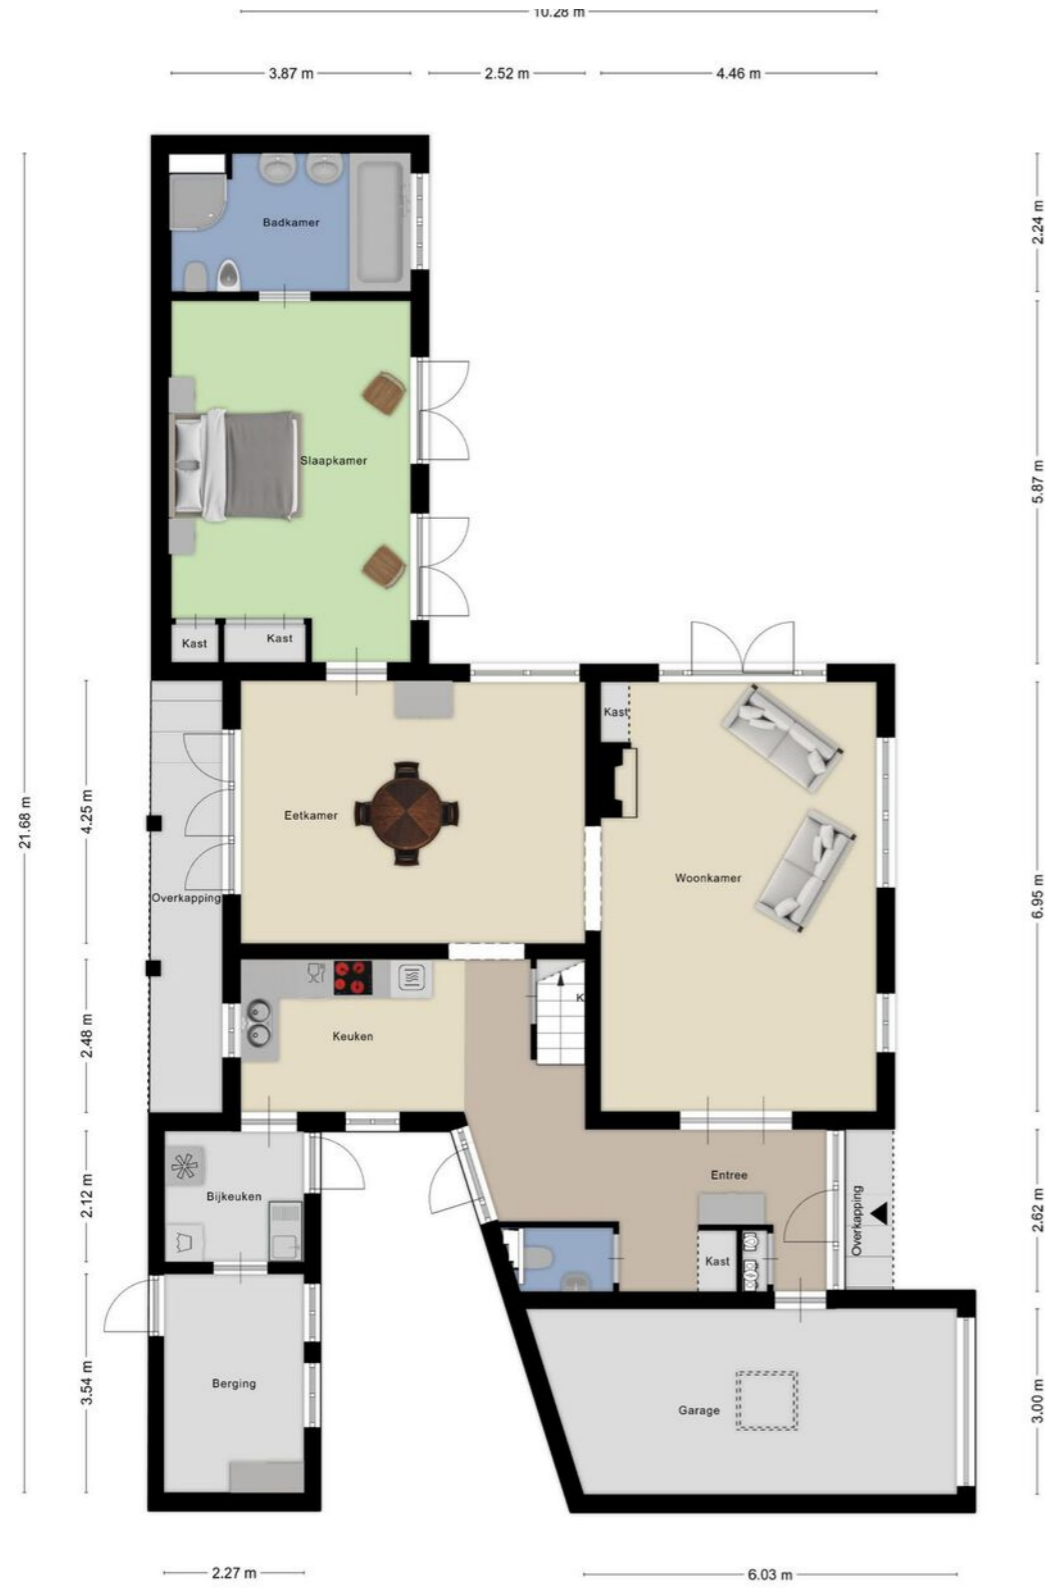 10.28 m
3.87 m
2.52 m
4.46 m
Badkamer
2.24 m
Slaapkamer
5.87 m
Kast
Kast
Kast
4.25 m
Eetkamer
21.68 m
Woonkamer
Overkapping
6.95 m
K
2.48 m
Keuken
Entree
Bijkeuken
2.12 m
Overkapping
2.62 m
Kast
3.54 m
Berging
Garage
3.00 m
2.27 m
6.03 m